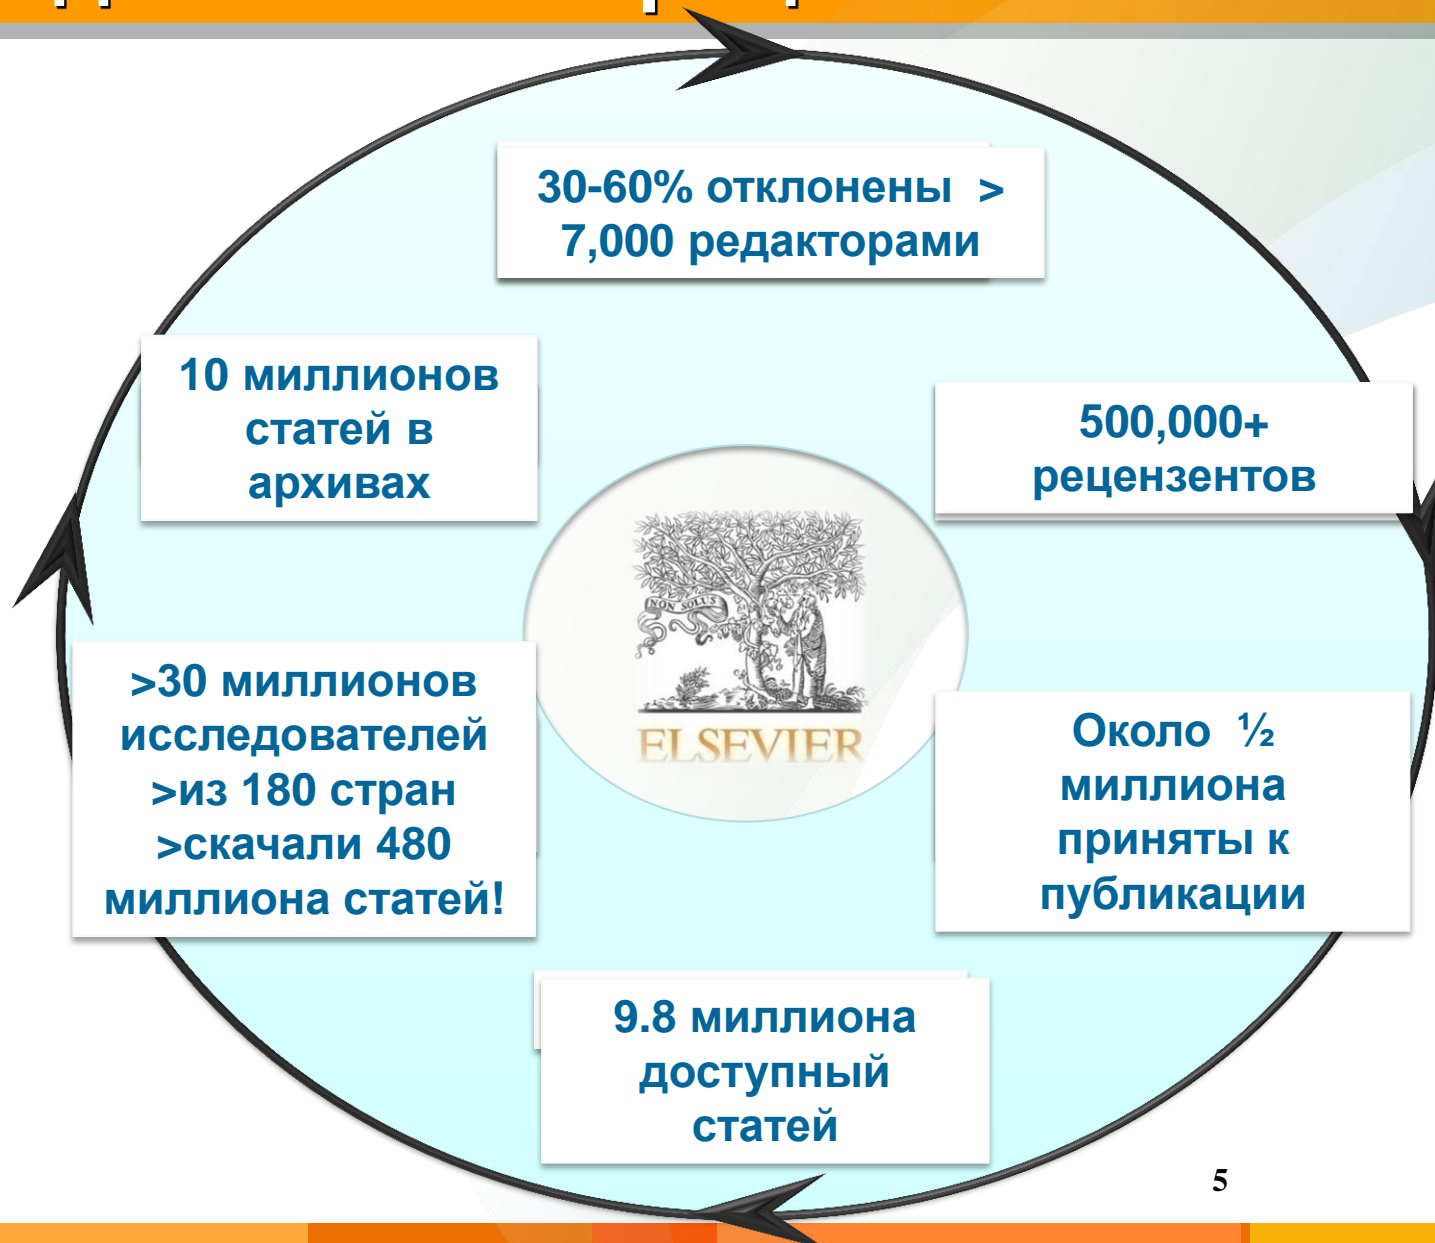 30-60% отклонены >
7,000 редакторами
10 миллионов
статей в
архивах
500,000+
рецензентов
NON SOLUS
ELSEVIER
>30 миллионов
исследователей
>из 180 стран
>скачали 480
миллиона статей!
Около ½
миллиона
приняты к
публикации
9.8 миллиона
доступный
статей
5